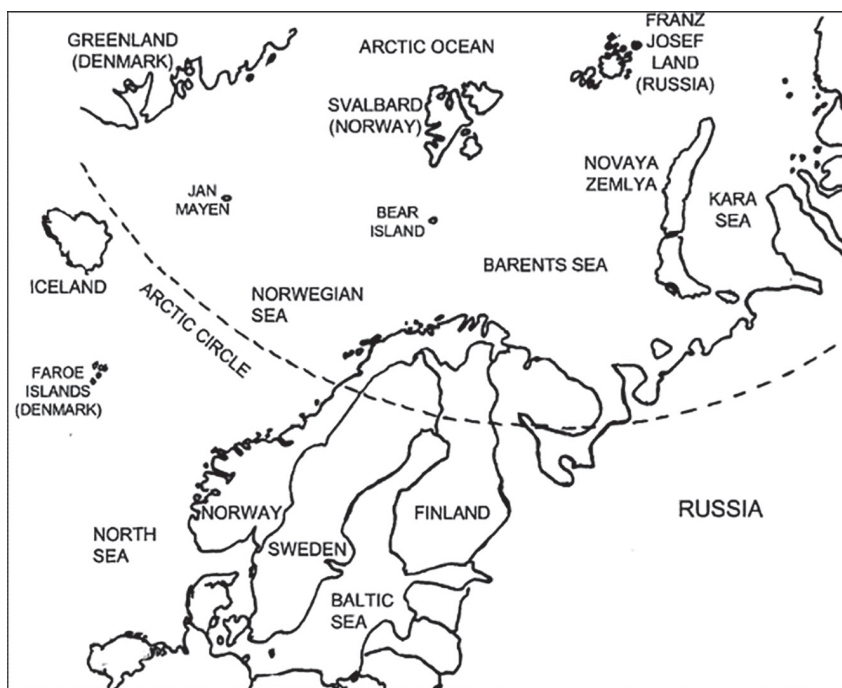 GREENLAND
(DENMARK)
ARCTIC OCEAN
FRANZ
JOSEF
LAND
(RUSSIA)
SVALBARD
(NORWAY)
NOVAYA
ZEMLYA
JAN
MAYEN
BEAR
ISLAND
KARA
SEA
BARENTS SEA
ICELAND
NORWEGIAN
SEA
ARCTIC CIRCLE
FAROE
ISLANDS
(DENMARK)
NORWAY
FINLAND
RUSSIA
NORTH
SEA
SWEDEN
BALTIC
SEA